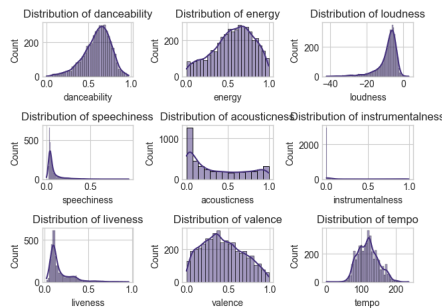 Distribution of danceability
Count
200
0
0.0 0.5 1.0
danceability
Distribution of energy
Count
200
0
0.0 0.5 1.0
energy
Distribution of loudness
Count
200
0
−40 −20 0
loudness
Distribution of speechiness
Count
500
0
0.0 0.5
speechiness
Distribution of acousticness
Count
1000
0
0.0 0.5 1.0
acousticness
Distribution of instrumentalness
Count
2000
0
0.0 0.5 1.0
instrumentalness
Distribution of liveness
Count
500
0
0.0 0.5 1.0
liveness
Distribution of valence
Count
200
0
0.0 0.5 1.0
valence
Distribution of tempo
Count
200
0
0 100 200
tempo